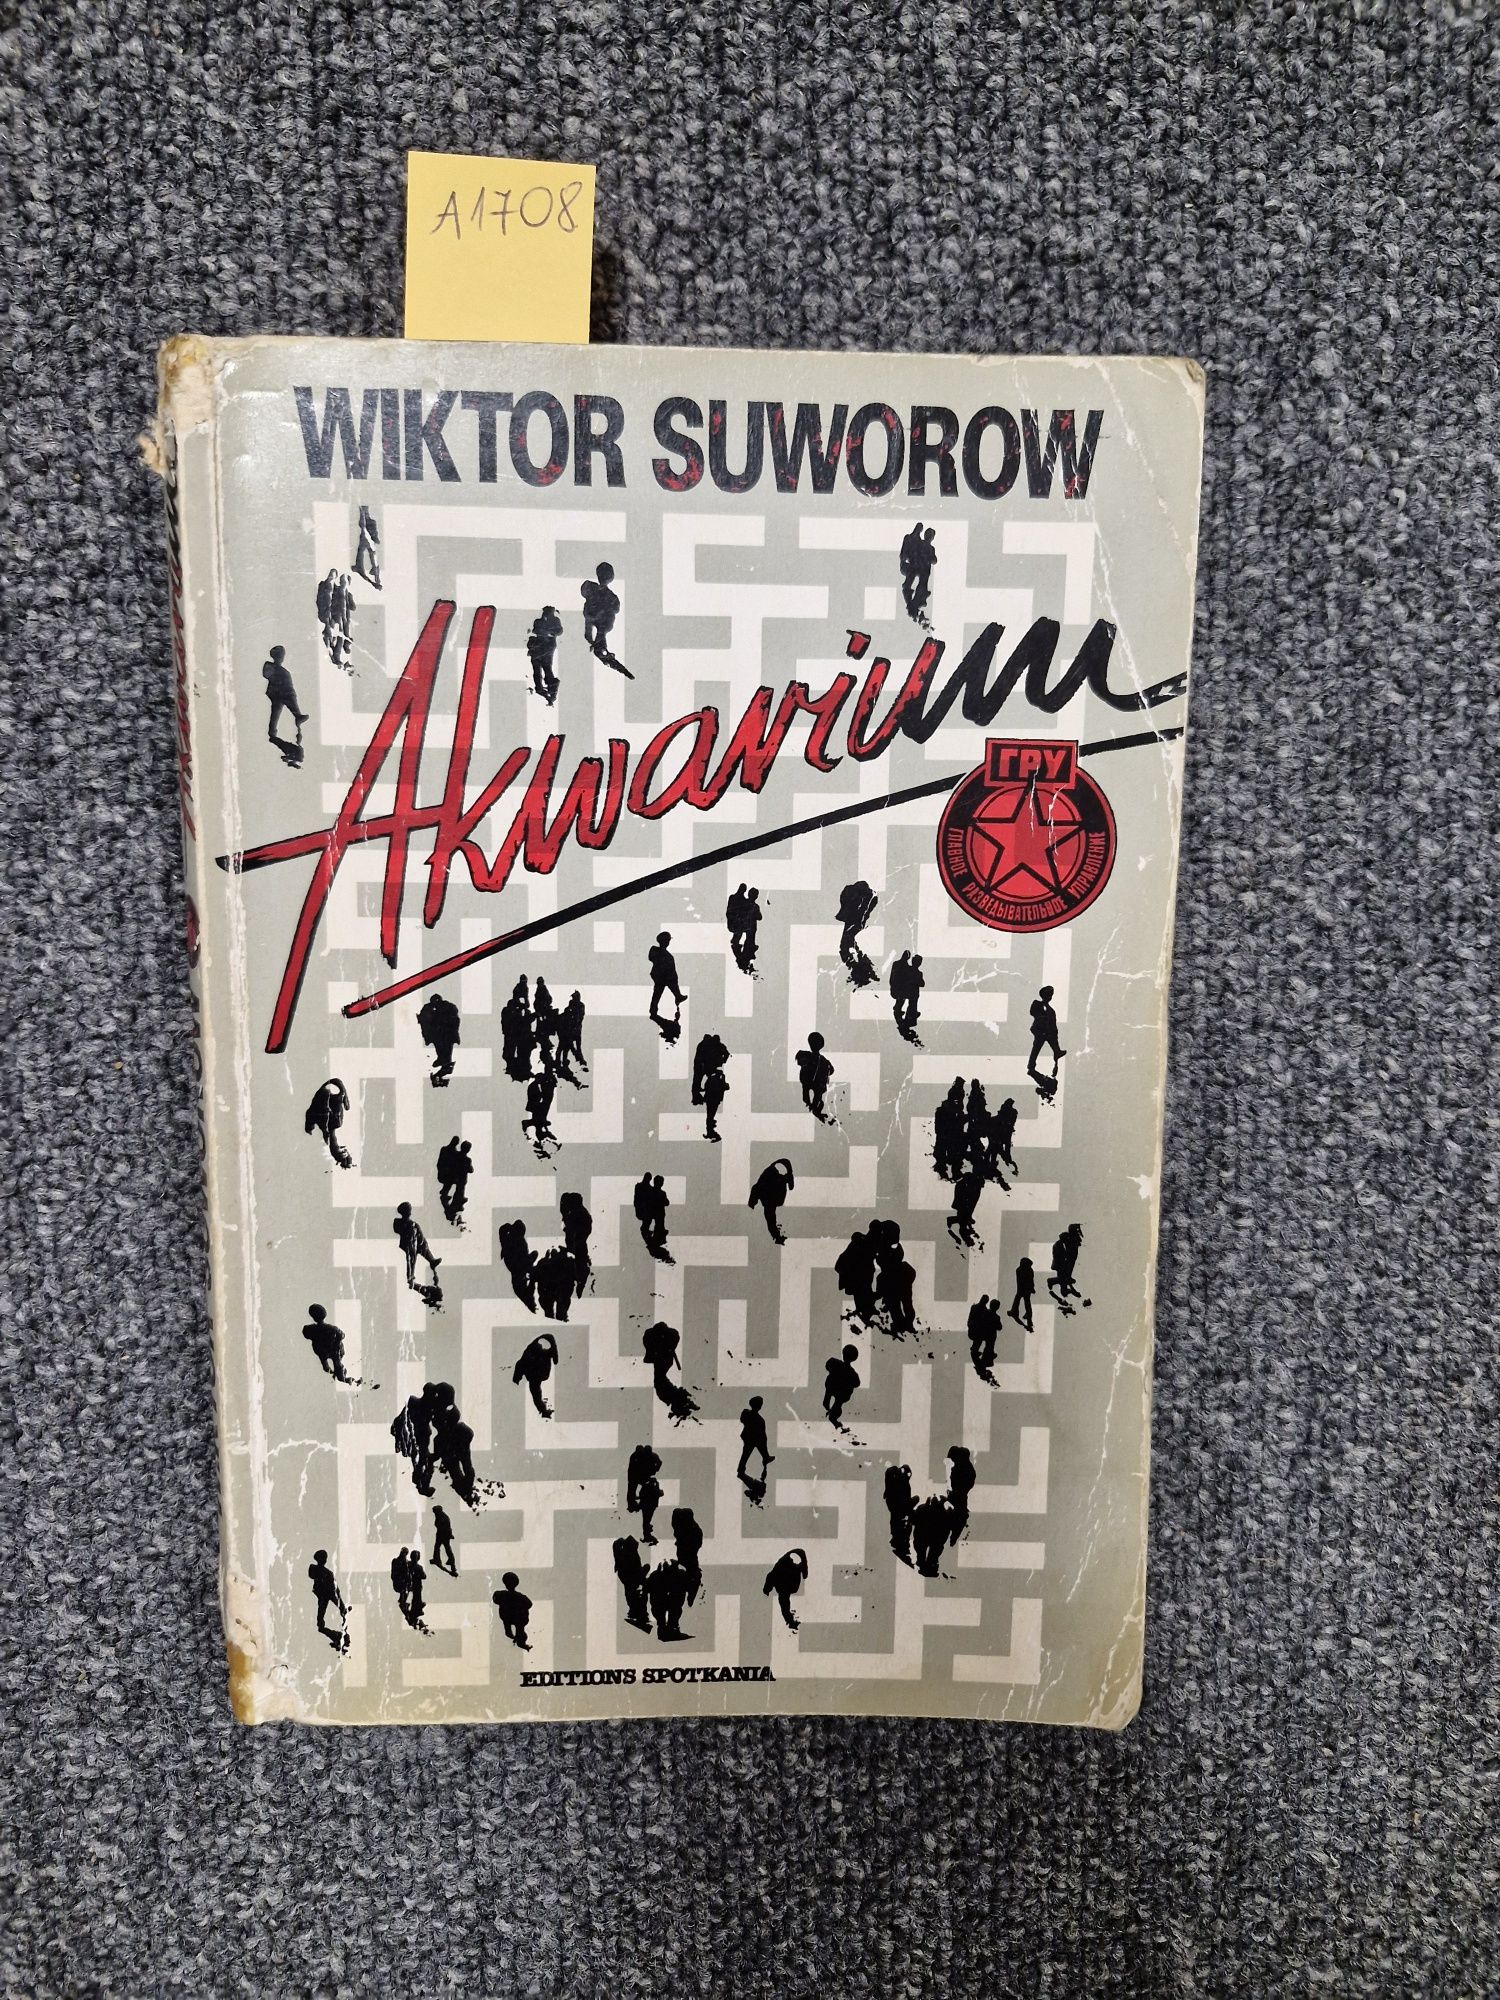 A1708
WIKTOR SUWOROW
Akwarium
ГРУ
ГЛАВНОЕ РАЗВЕДЫВАТЕЛЬНОЕ УПРАВЛЕНИЕ
EDITIONS SPOTKANIA